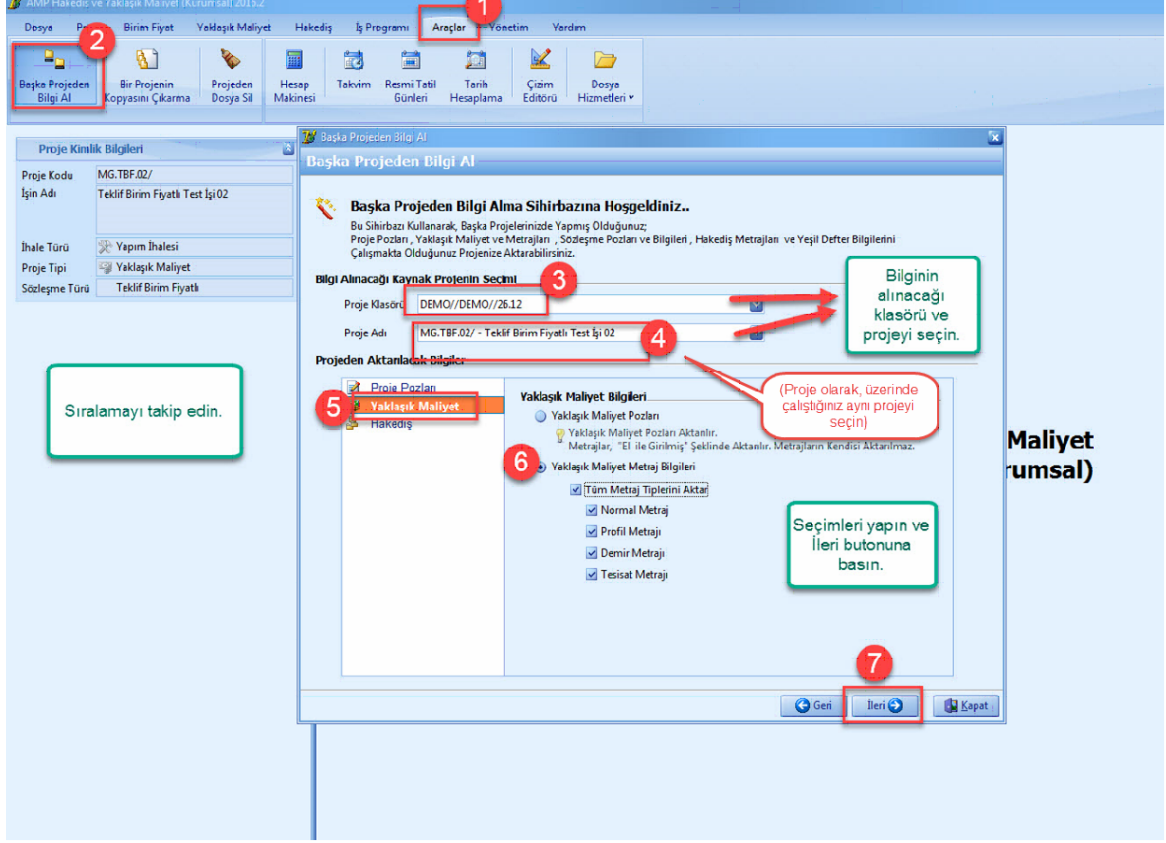 AMP Hakediş ve Yaklaşık Maliyet (Kurumsal) 2015.2
1
Dosya Birim Fiyat Yaklaşık Maliyet Hakediş İş Programı Araçlar Yönetim Yardım
2
Başka Projeden Bilgi Al
Bir Projenin Kopyasını Çıkarma
Projeden Dosya Sil
Hesap Makinesi
Takvim
Resmi Tatil Günleri
Tarih Hesaplama
Çizim Editörü
Dosya Hizmetleri
Proje Kimlik Bilgileri
Proje Kodu MG.TBF.02/
İşin Adı Teklif Birim Fiyatlı Test İşi 02
İhale Türü Yapım İhalesi
Proje Tipi Yaklaşık Maliyet
Sözleşme Türü Teklif Birim Fiyatlı
Sıralamayı takip edin.
Başka Projeden Bilgi Al
Başka Projeden Bilgi Al
Başka Projeden Bilgi Alma Sihirbazına Hoşgeldiniz..
Bu Sihirbazı Kullanarak, Başka Projelerinizde Yapmış Olduğunuz;
Proje Pozları , Yaklaşık Maliyet ve Metrajları , Sözleşme Pozları ve Bilgileri , Hakediş Metrajları ve Yeşil Defter Bilgilerini
Çalışmakta Olduğunuz Projenize Aktarabilirsiniz.
Bilgi Alınacağı Kaynak Projenin Seçimi
3
Proje Klasörü DEMO//DEMO//26.12
Proje Adı MG.TBF.02/ - Teklif Birim Fiyatlı Test İşi 02
4
Bilginin
alınacağı
klasörü ve
projeyi seçin.
Projeden Aktarılacak Bilgiler
(Proje olarak, üzerinde
çalıştığınız aynı projeyi
seçin)
Proje Pozları
5
Yaklaşık Maliyet
Hakediş
Yaklaşık Maliyet Bilgileri
Yaklaşık Maliyet Pozları
Yaklaşık Maliyet Pozları Aktarılır.
Metrajlar, "El ile Girilmiş" Şeklinde Aktarılır. Metrajların Kendisi Aktarılmaz.
6
Yaklaşık Maliyet Metraj Bilgileri
Tüm Metraj Tiplerini Aktar
Normal Metraj
Profil Metrajı
Demir Metrajı
Tesisat Metrajı
Seçimleri yapın ve
İleri butonuna
basın.
7
Geri İleri Kapat
Maliyet
rumsal)